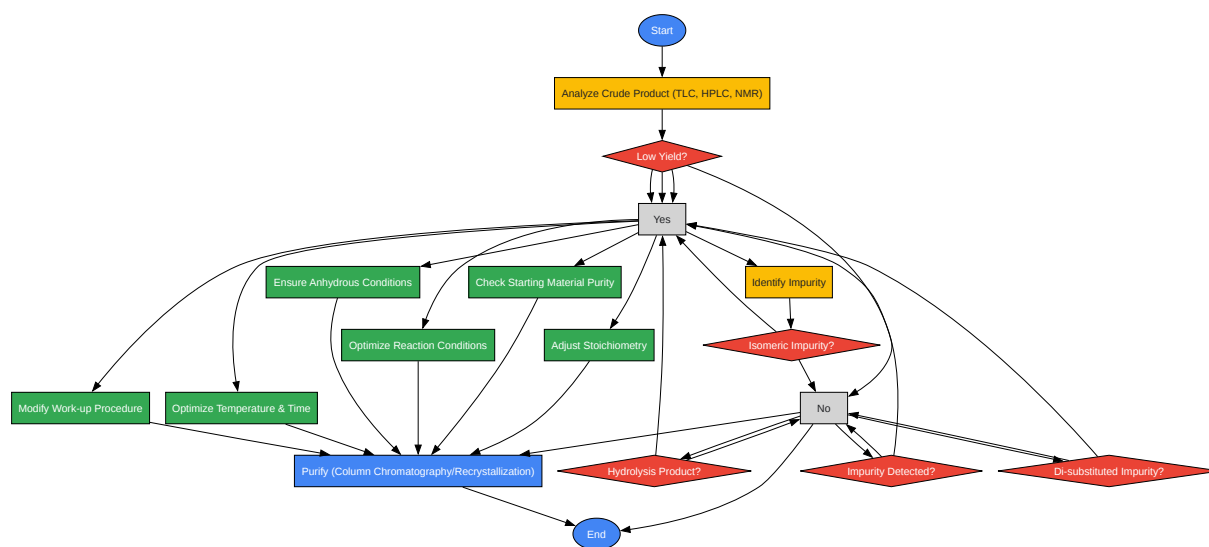 Start
Analyze Crude Product (TLC, HPLC, NMR)
Low Yield?
Yes
Ensure Anhydrous Conditions
Check Starting Material Purity
Identify Impurity
Optimize Reaction Conditions
Adjust Stoichiometry
Isomeric Impurity?
Modify Work-up Procedure
Optimize Temperature & Time
No
Purify (Column Chromatography/Recrystallization)
Hydrolysis Product?
Impurity Detected?
Di-substituted Impurity?
End